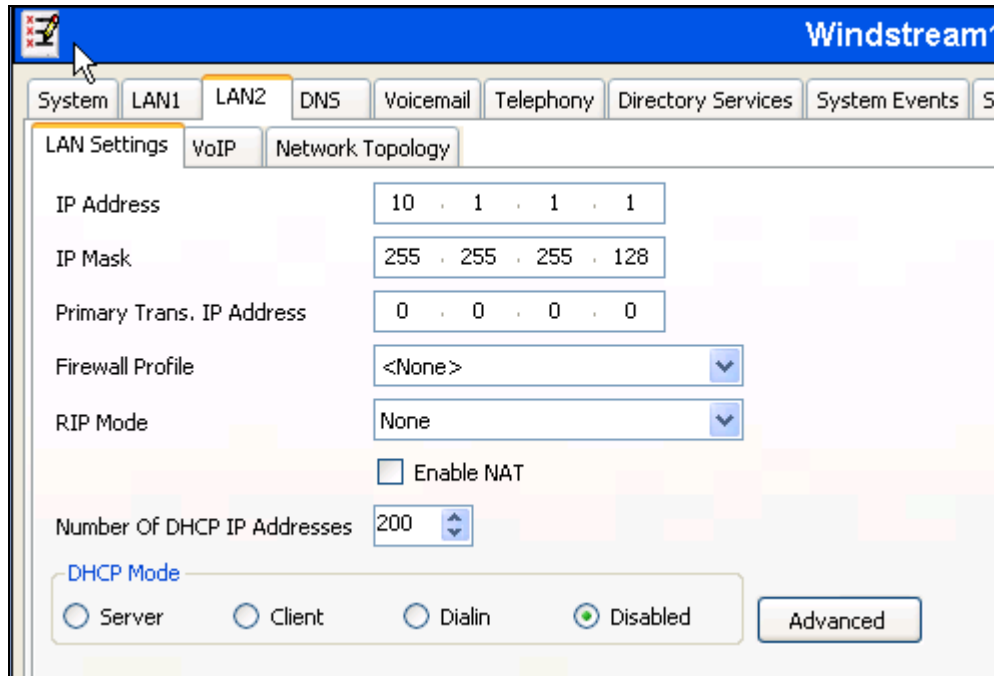 Windstream
System LAN1 LAN2 DNS Voicemail Telephony Directory Services System Events S
LAN Settings VoIP Network Topology
IP Address 10 . 1 . 1 . 1
IP Mask 255 . 255 . 255 . 128
Primary Trans. IP Address 0 . 0 . 0 . 0
Firewall Profile <None>
RIP Mode None
Enable NAT
Number Of DHCP IP Addresses 200
DHCP Mode
Server Client Dialin Disabled Advanced